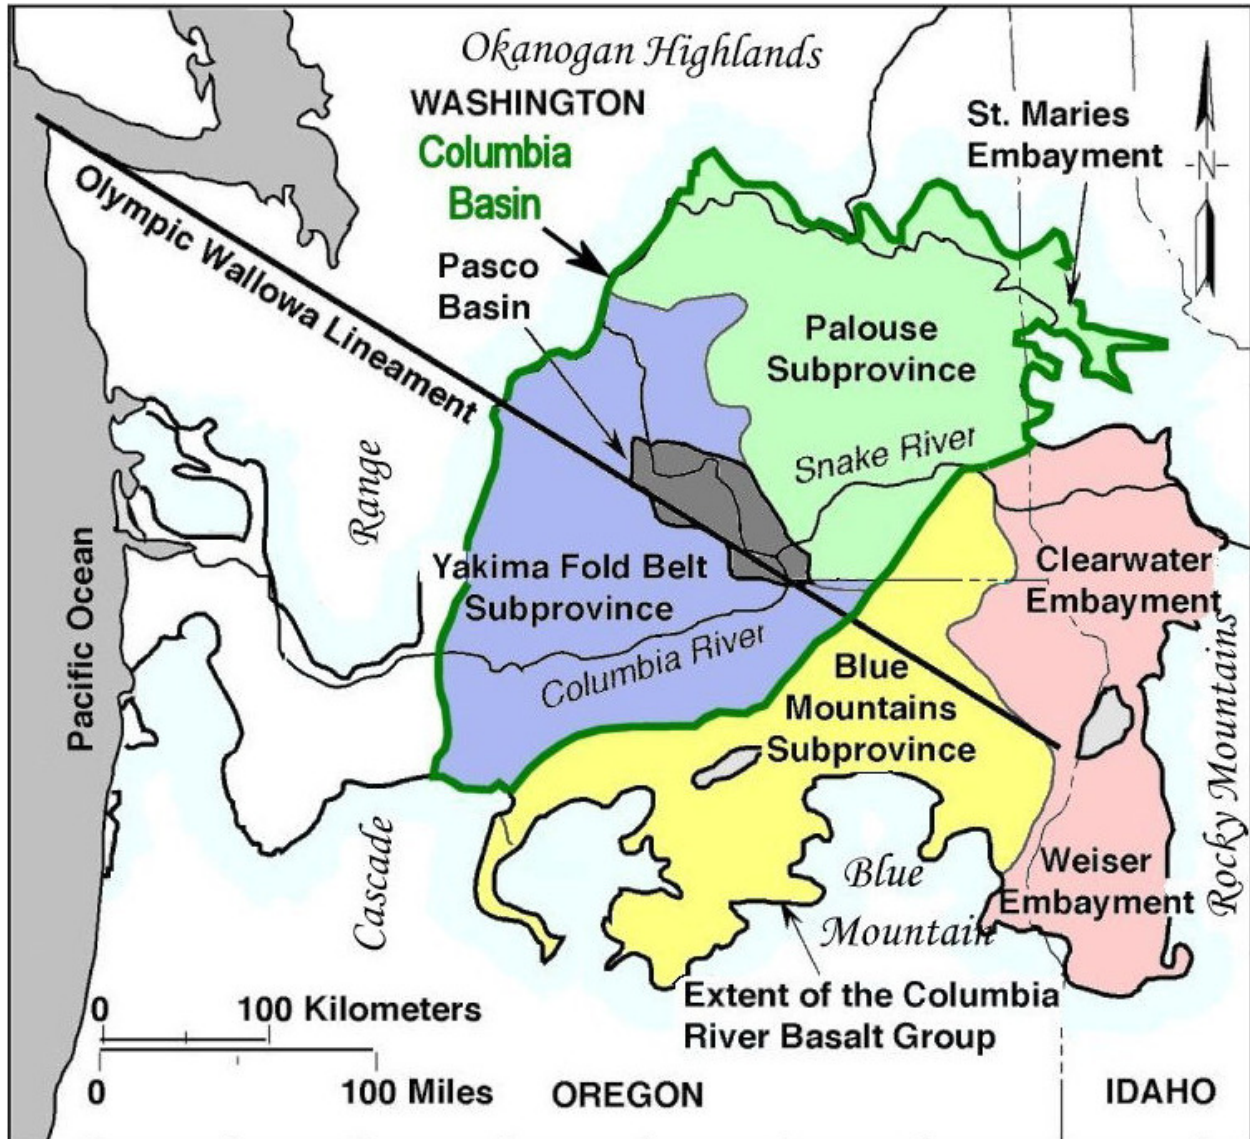 Okanogan Highlands
WASHINGTON
Columbia
Basin
St. Maries
Embayment
N
Olympic Wallowa Lineament
Pasco
Basin
Palouse
Subprovince
Snake River
Range
Yakima Fold Belt
Subprovince
Clearwater
Embayment
Pacific Ocean
Columbia River
Blue
Mountains
Subprovince
Rocky Mountains
Cascade
Blue
Mountain
Weiser
Embayment
Extent of the Columbia
River Basalt Group
0 100 Kilometers
0 100 Miles
OREGON
IDAHO